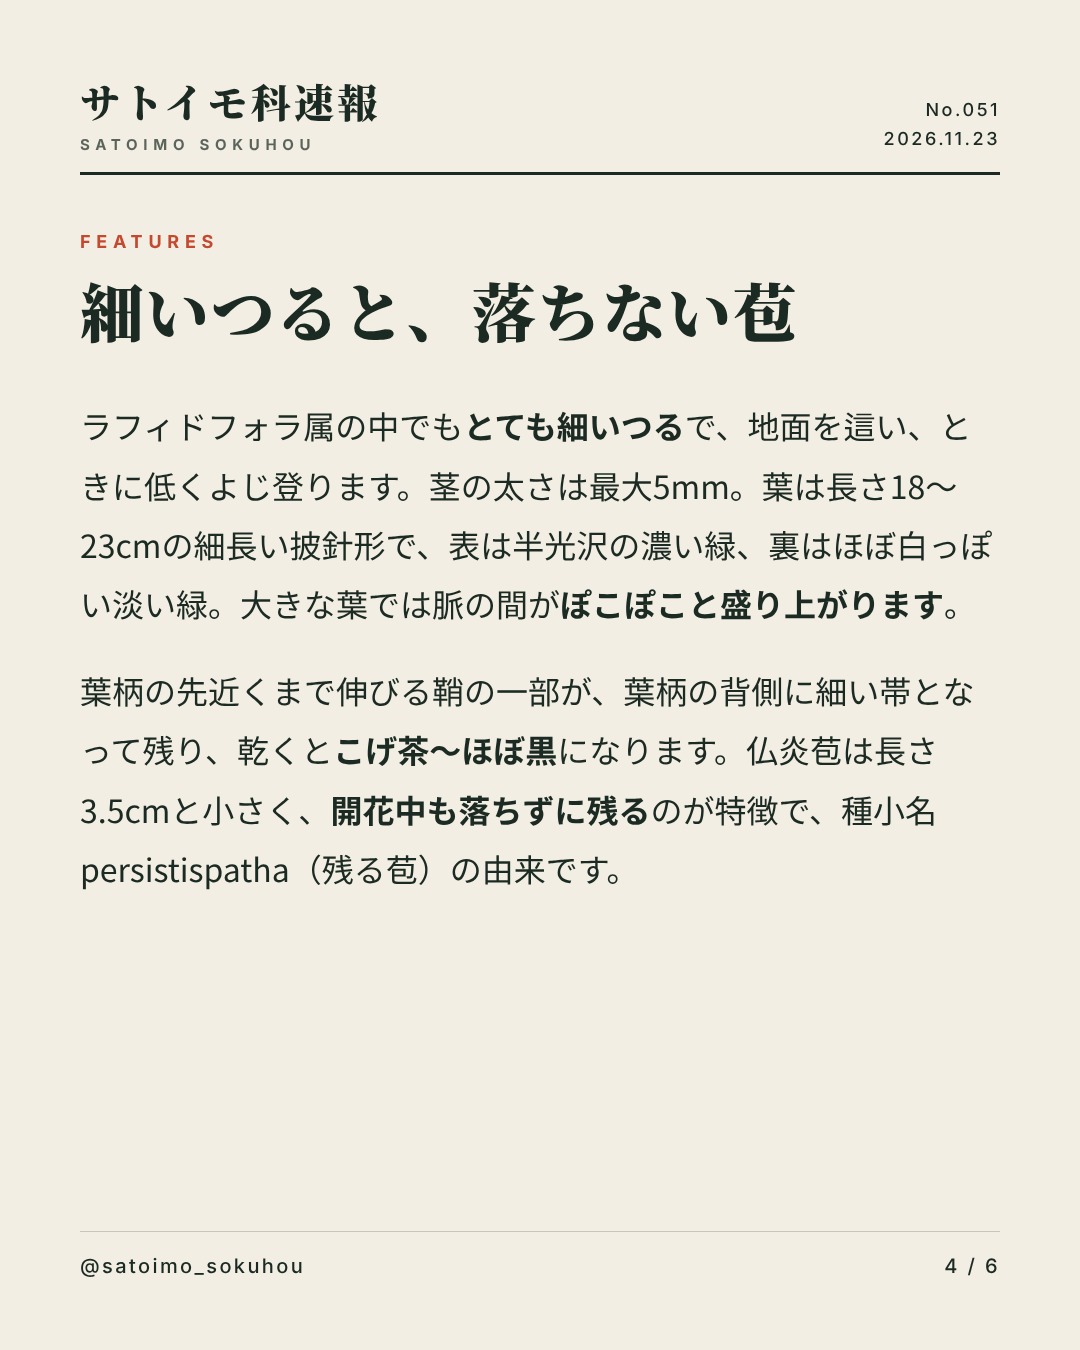 サトイモ科速報
SATOIMO SOKUHOU
No.051
2026.11.23
FEATURES
細いつると、落ちない苞
ラフィドフォラ属の中でもとても細いつるで、地面を這い、と
きに低くよじ登ります。茎の太さは最大5mm。葉は長さ18〜
23cmの細長い披針形で、表は半光沢の濃い緑、裏はほぼ白っぽ
い淡い緑。大きな葉では脈の間がぽこぽこと盛り上がります。
葉柄の先近くまで伸びる鞘の一部が、葉柄の背側に細い帯とな
って残り、乾くとこげ茶〜ほぼ黒になります。仏炎苞は長さ
3.5cmと小さく、開花中も落ちずに残るのが特徴で、種小名
persistispatha（残る苞）の由来です。
@satoimo_sokuhou
4 / 6